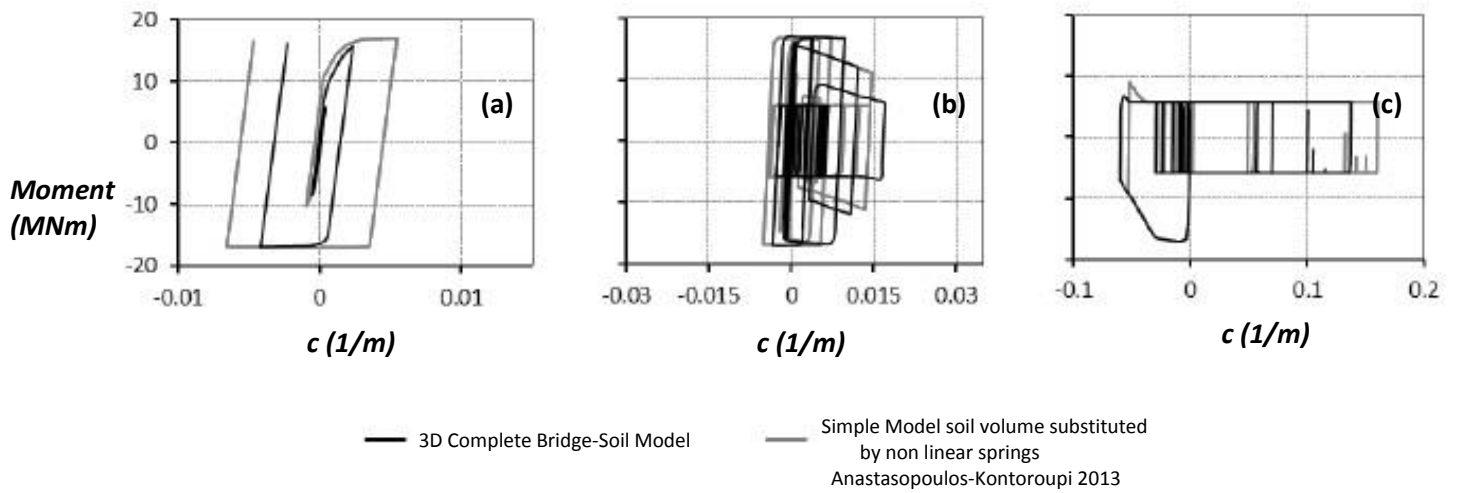 20
10
0
-10
-20
-0.01
0
0.01
(a)
Moment
(MNm)
c (1/m)
(b)
-0.03
-0.015
0
0.015
0.03
c (1/m)
(c)
-0.1
0
0.1
0.2
c (1/m)
3D Complete Bridge-Soil Model
Simple Model soil volume substituted
by non linear springs
Anastasopoulos-Kontoroupi 2013